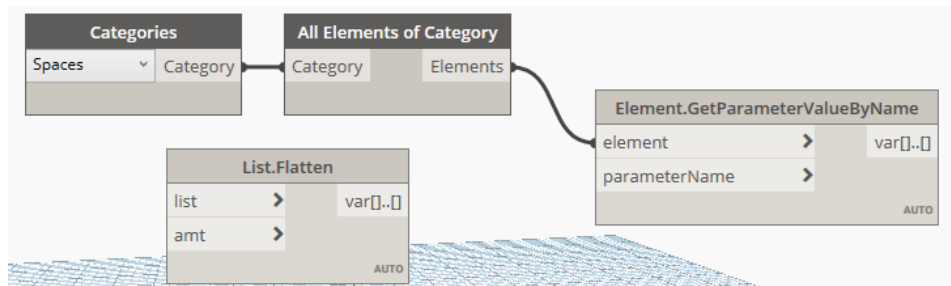 Categories
Spaces Category
All Elements of Category
Category Elements
Element.GetParameterValueByName
element var[]..[]
parameterName
AUTO
List.Flatten
list var[]..[]
amt
AUTO